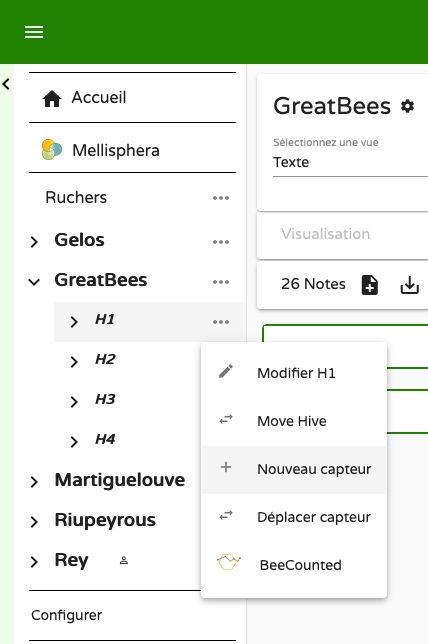 Accueil
Mellisphera
Ruchers
Gelos
GreatBees
H1
H2
H3
H4
Martiguelouve
Riupeyrous
Rey
Configurer
GreatBees
Sélectionnez une vue
Texte
Visualisation
26 Notes
Modifier H1
Move Hive
Nouveau capteur
Déplacer capteur
BeeCounted